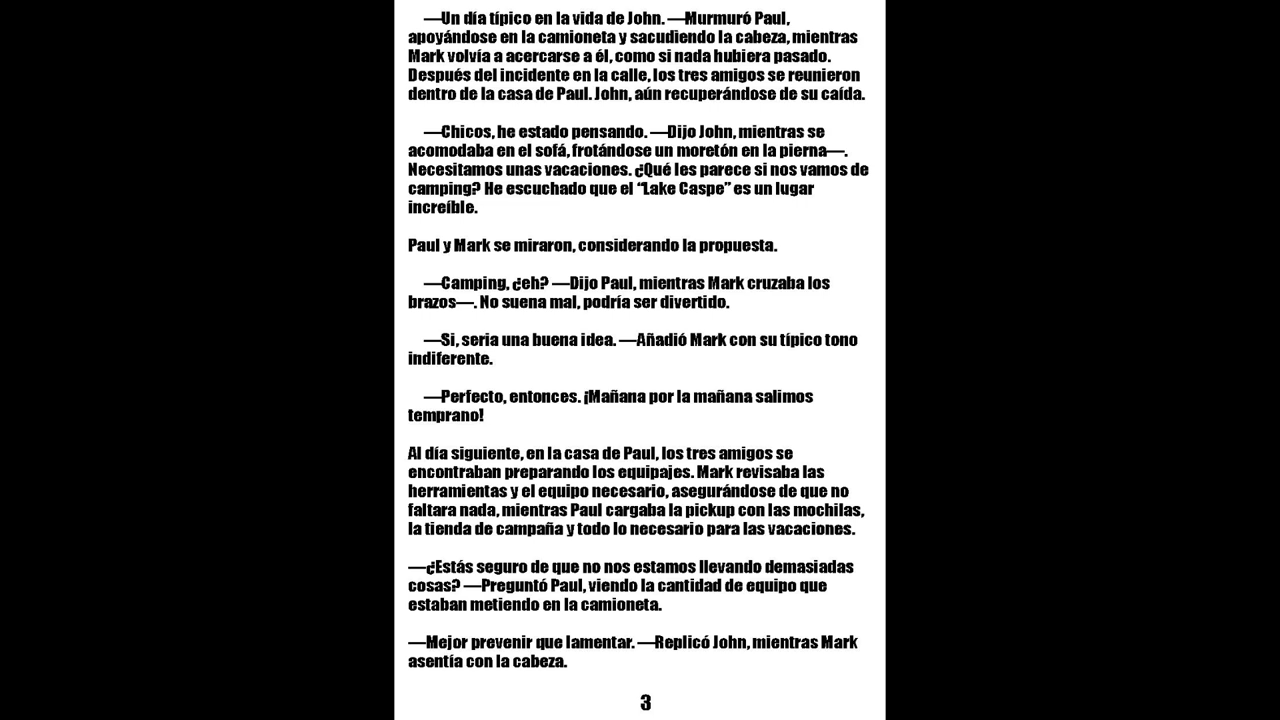 —Un día típico en la vida de John. —Murmuró Paul,
apoyándose en la camioneta y sacudiendo la cabeza, mientras
Mark volvía a acercarse a él, como si nada hubiera pasado.
Después del incidente en la calle, los tres amigos se reunieron
dentro de la casa de Paul. John, aún recuperándose de su caída.
—Chicos, he estado pensando. —Dijo John, mientras se
acomodaba en el sofá, frotándose un moretón en la pierna—.
Necesitamos unas vacaciones. ¿Qué les parece si nos vamos de
camping? He escuchado que el “Lake Caspe” es un lugar
increíble.
Paul y Mark se miraron, considerando la propuesta.
—Camping, ¿eh? —Dijo Paul, mientras Mark cruzaba los
brazos—. No suena mal, podría ser divertido.
—Si, seria una buena idea. —Añadió Mark con su típico tono
indiferente.
—Perfecto, entonces. ¡Mañana por la mañana salimos
temprano!
Al día siguiente, en la casa de Paul, los tres amigos se
encontraban preparando los equipajes. Mark revisaba las
herramientas y el equipo necesario, asegurándose de que no
faltara nada, mientras Paul cargaba la pickup con las mochilas,
la tienda de campaña y todo lo necesario para las vacaciones.
—¿Estás seguro de que no nos estamos llevando demasiadas
cosas? —Preguntó Paul, viendo la cantidad de equipo que
estaban metiendo en la camioneta.
—Mejor prevenir que lamentar. —Replicó John, mientras Mark
asentía con la cabeza.
3